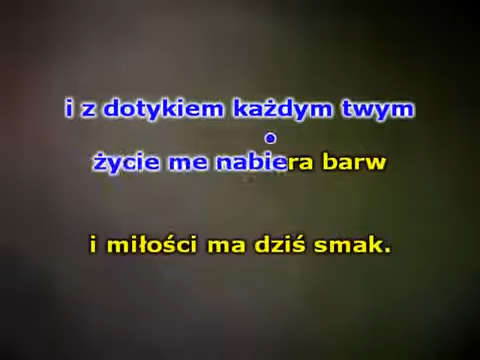 i z dotykiem każdym twym
życie me nabiera barw
i miłości ma dziś smak.